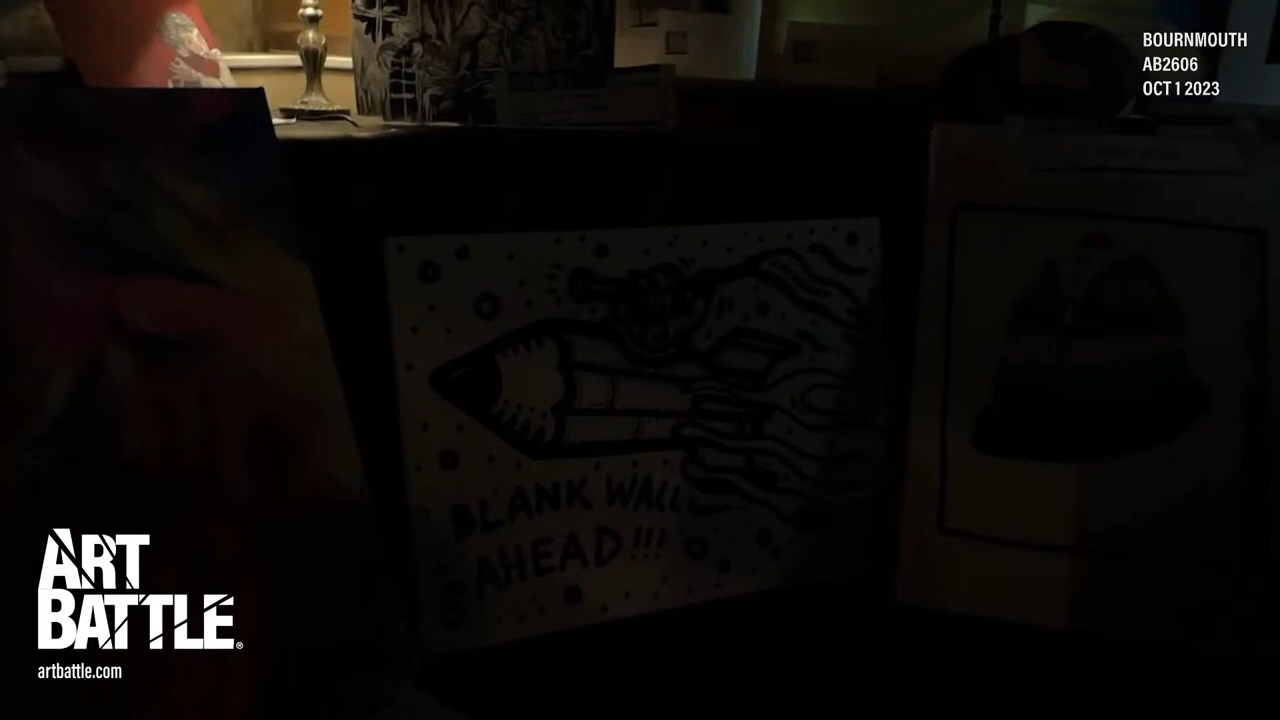 BOURNMOUTH
AB2606
OCT 1 2023
BLANK WALL
AHEAD!!!
ART
BATTLE®
artbattle.com